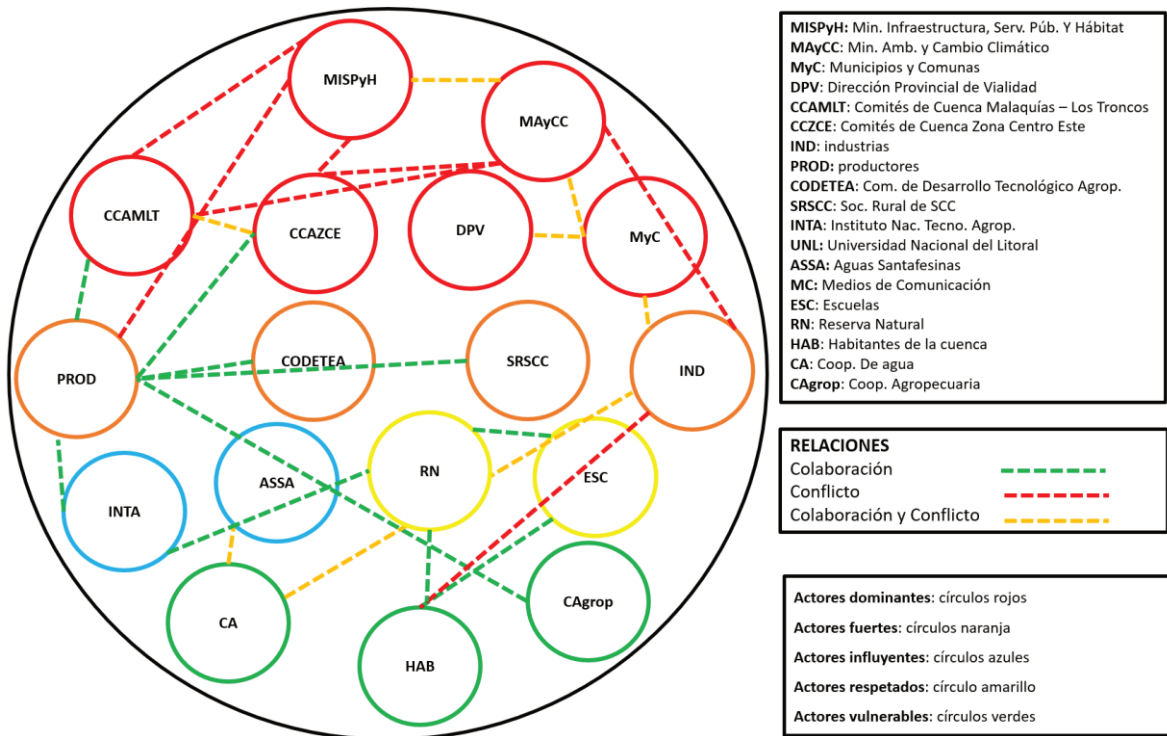 MISPyH
MAyCC
CCAMLT
CCAZCE
DPV
MyC
PROD
CODETEA
SRSCC
IND
INTA
ASSA
RN
ESC
CA
HAB
CAgrop
MISPyH: Min. Infraestructura, Serv. Púb. Y Hábitat
MAyCC: Min. Amb. y Cambio Climático
MyC: Municipios y Comunas
DPV: Dirección Provincial de Vialidad
CCAMLT: Comités de Cuenca Malaquías – Los Troncos
CCZCE: Comités de Cuenca Zona Centro Este
IND: industrias
PROD: productores
CODETEA: Com. de Desarrollo Tecnológico Agrop.
SRSCC: Soc. Rural de SCC
INTA: Instituto Nac. Tecno. Agrop.
UNL: Universidad Nacional del Litoral
ASSA: Aguas Santafesinas
MC: Medios de Comunicación
ESC: Escuelas
RN: Reserva Natural
HAB: Habitantes de la cuenca
CA: Coop. De agua
CAgrop: Coop. Agropecuaria
RELACIONES
Colaboración
Conflicto
Colaboración y Conflicto
Actores dominantes: círculos rojos
Actores fuertes: círculos naranja
Actores influyentes: círculos azules
Actores respetados: círculo amarillo
Actores vulnerables: círculos verdes